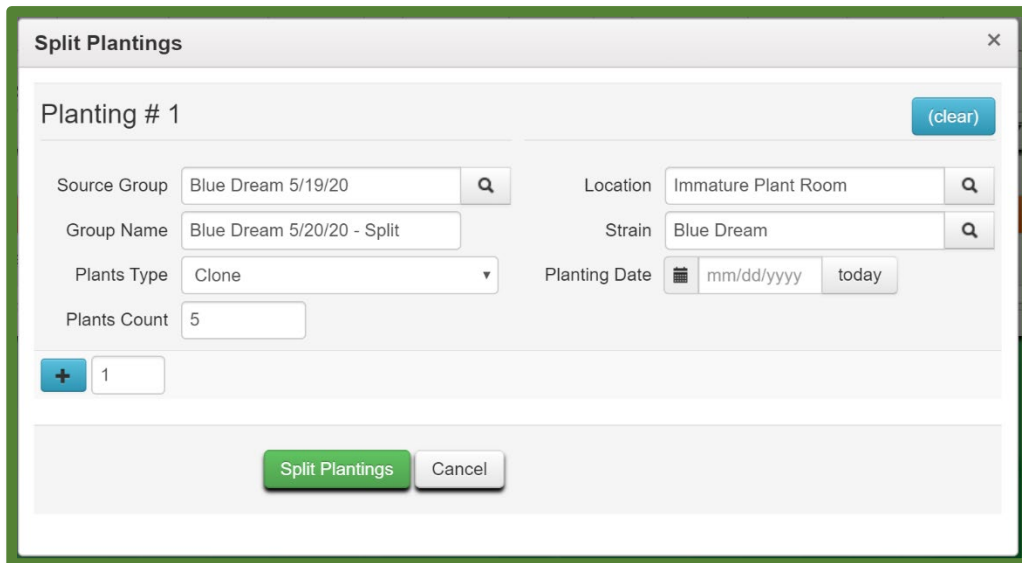 Split Plantings ×
Planting # 1 (clear)
Source Group Blue Dream 5/19/20 Location Immature Plant Room
Group Name Blue Dream 5/20/20 - Split Strain Blue Dream
Plants Type Clone Planting Date mm/dd/yyyy today
Plants Count 5
+ 1
Split Plantings Cancel